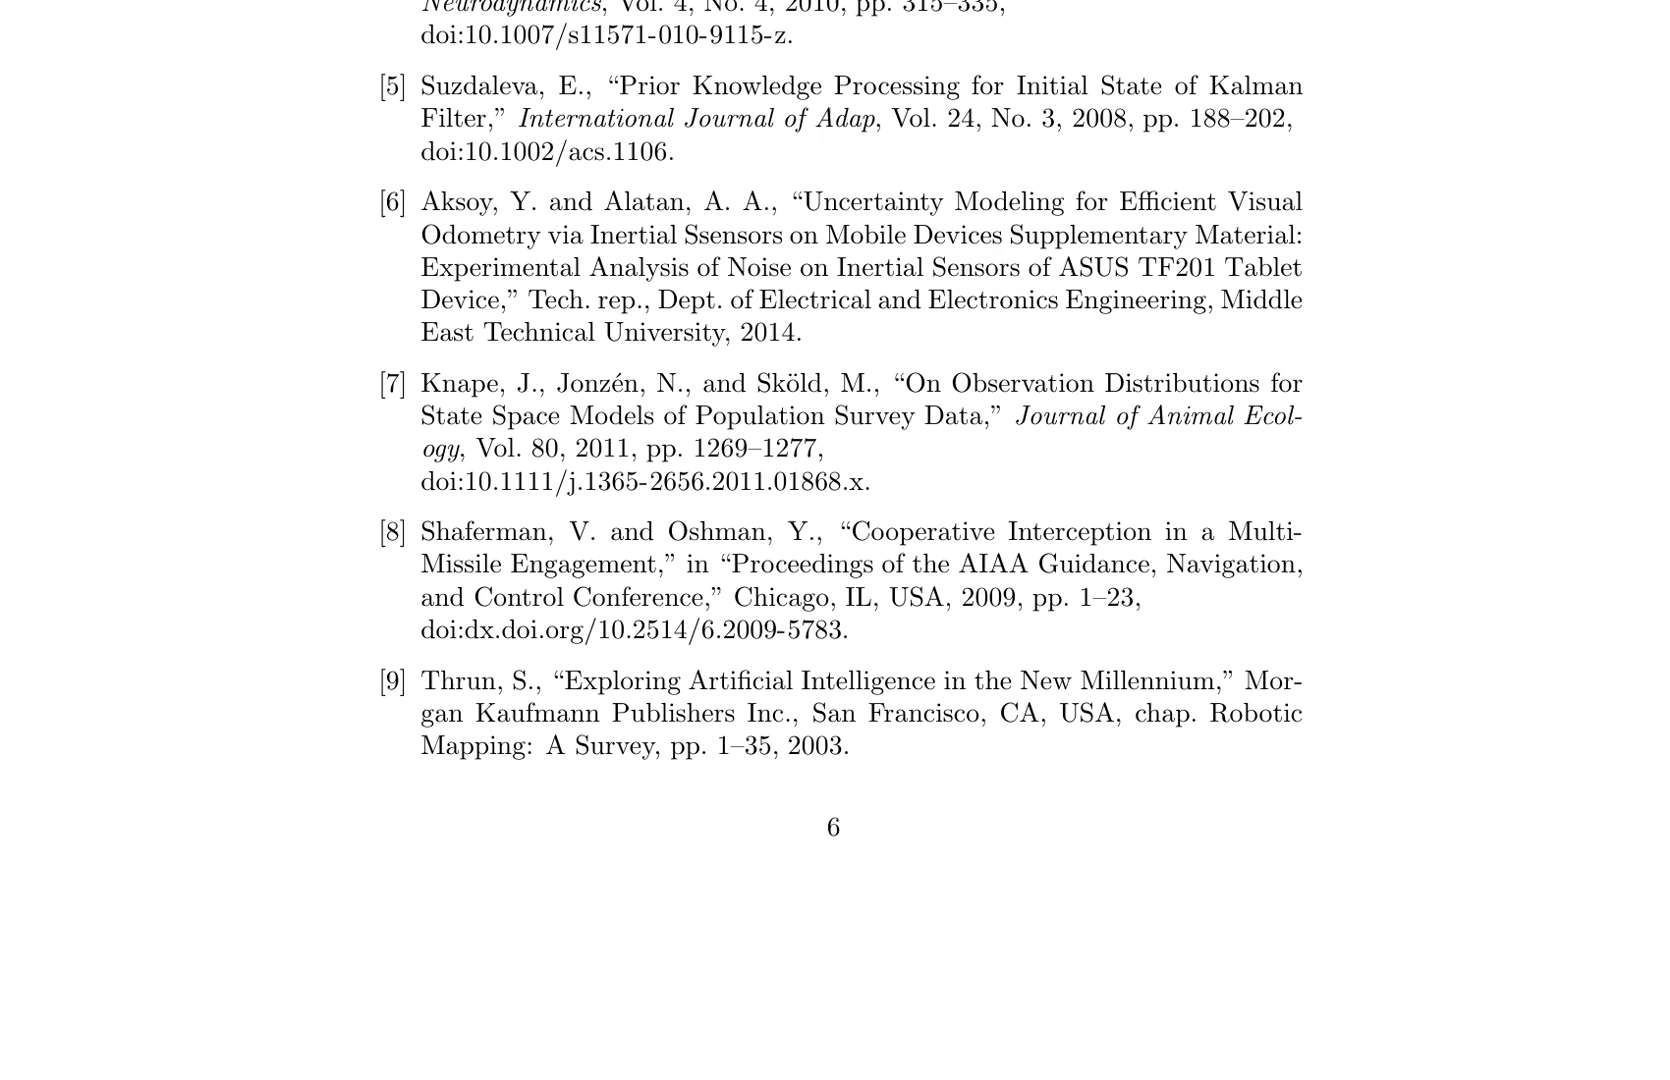 Neurodynamics, Vol. 4, No. 4, 2010, pp. 315–335,
doi:10.1007/s11571-010-9115-z.
[5] Suzdaleva, E., “Prior Knowledge Processing for Initial State of Kalman
Filter,” International Journal of Adap, Vol. 24, No. 3, 2008, pp. 188–202,
doi:10.1002/acs.1106.
[6] Aksoy, Y. and Alatan, A. A., “Uncertainty Modeling for Efficient Visual
Odometry via Inertial Ssensors on Mobile Devices Supplementary Material:
Experimental Analysis of Noise on Inertial Sensors of ASUS TF201 Tablet
Device,” Tech. rep., Dept. of Electrical and Electronics Engineering, Middle
East Technical University, 2014.
[7] Knape, J., Jonzén, N., and Sköld, M., “On Observation Distributions for
State Space Models of Population Survey Data,” Journal of Animal Ecol-
ogy, Vol. 80, 2011, pp. 1269–1277,
doi:10.1111/j.1365-2656.2011.01868.x.
[8] Shaferman, V. and Oshman, Y., “Cooperative Interception in a Multi-
Missile Engagement,” in “Proceedings of the AIAA Guidance, Navigation,
and Control Conference,” Chicago, IL, USA, 2009, pp. 1–23,
doi:dx.doi.org/10.2514/6.2009-5783.
[9] Thrun, S., “Exploring Artificial Intelligence in the New Millennium,” Mor-
gan Kaufmann Publishers Inc., San Francisco, CA, USA, chap. Robotic
Mapping: A Survey, pp. 1–35, 2003.
6